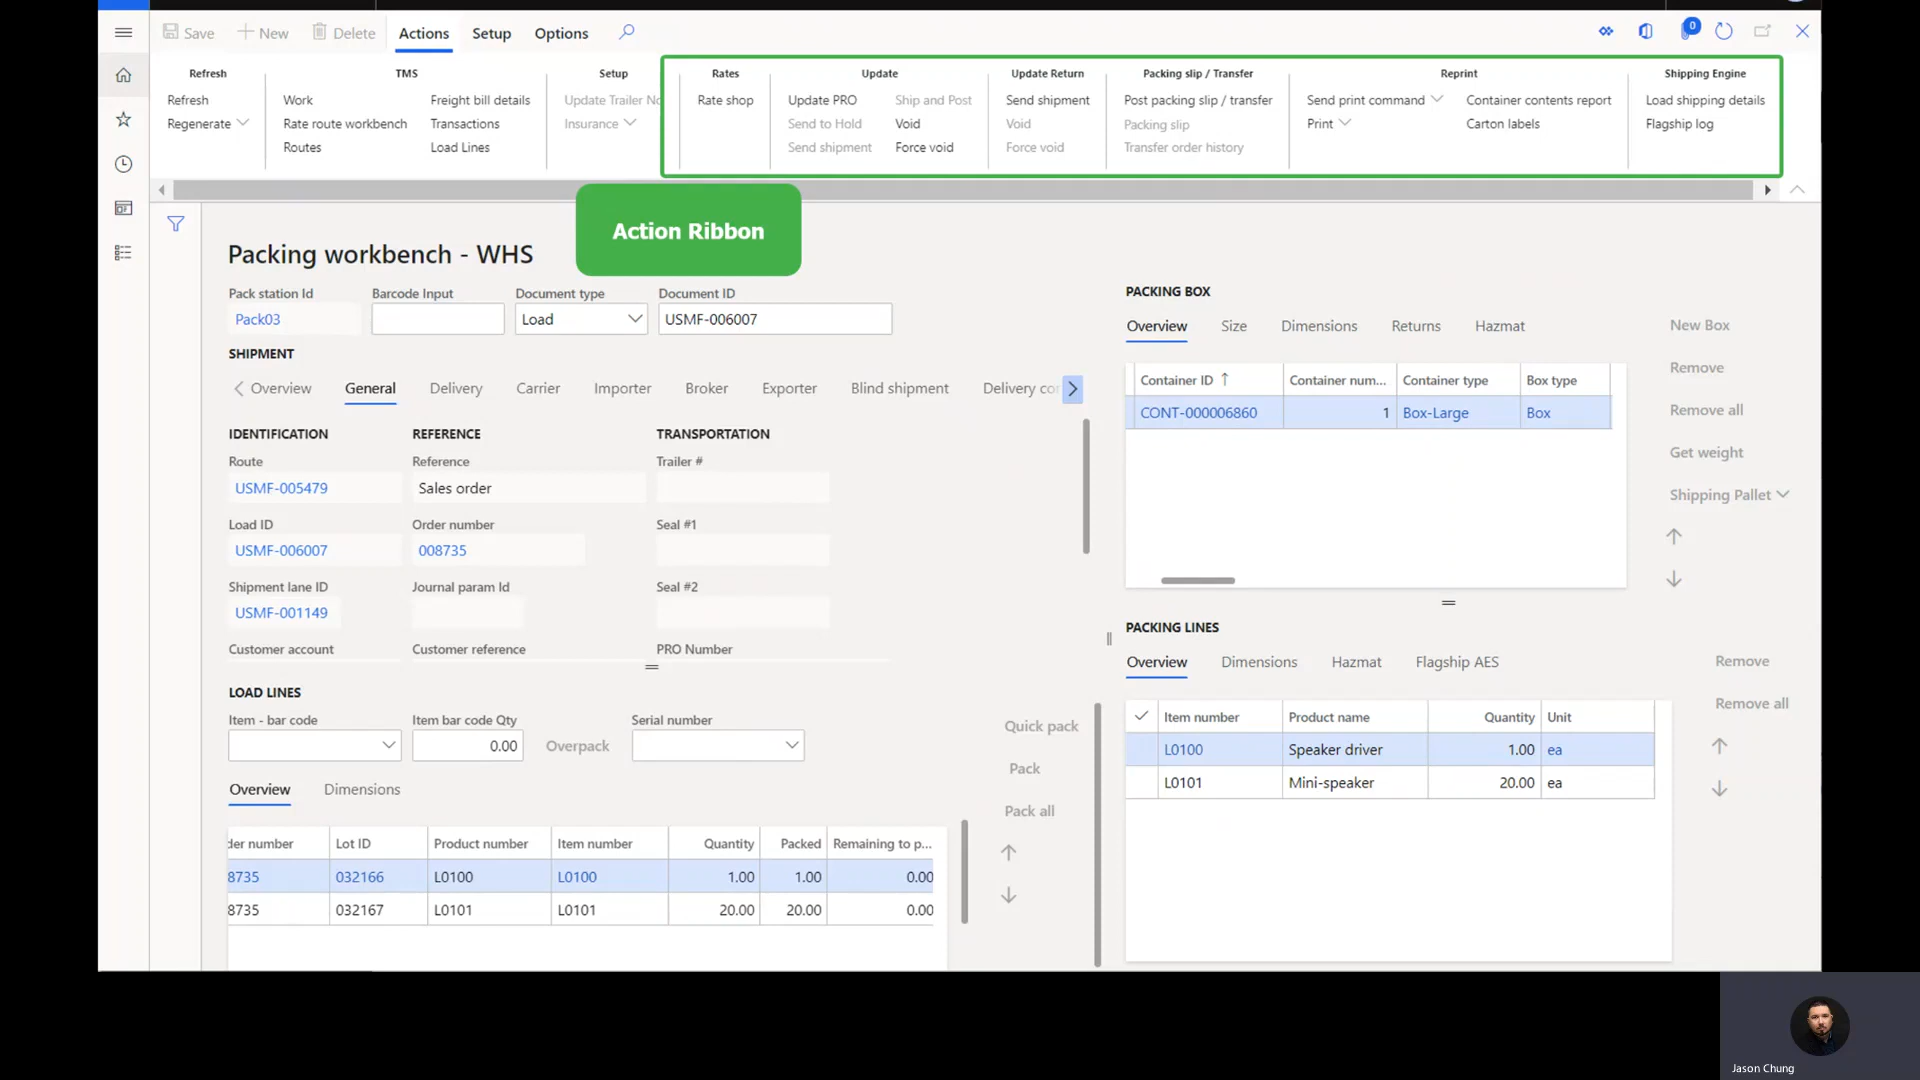 Save
New
Delete
Actions
Setup
Options
0
Refresh
Refresh
Regenerate
TMS
Work
Rate route workbench
Routes
Freight bill details
Transactions
Load Lines
Setup
Update Trailer No
Insurance
Rates
Rate shop
Update
Update PRO
Send to Hold
Send shipment
Ship and Post
Void
Force void
Update Return
Send shipment
Void
Force void
Packing slip / Transfer
Post packing slip / transfer
Packing slip
Transfer order history
Reprint
Send print command
Print
Container contents report
Carton labels
Shipping Engine
Load shipping details
Flagship log
Action Ribbon
Packing workbench - WHS
Pack station Id
Pack03
Barcode Input
Document type
Load
Document ID
USMF-006007
SHIPMENT
Overview
General
Delivery
Carrier
Importer
Broker
Exporter
Blind shipment
Delivery con
IDENTIFICATION
Route
USMF-005479
Load ID
USMF-006007
Shipment lane ID
USMF-001149
Customer account
REFERENCE
Reference
Sales order
Order number
008735
Journal param Id
Customer reference
TRANSPORTATION
Trailer #
Seal #1
Seal #2
PRO Number
LOAD LINES
Item - bar code
Item bar code Qty
0.00
Overpack
Serial number
Quick pack
Pack
Pack all
Overview
Dimensions
der number Lot ID Product number Item number Quantity Packed Remaining to p...
8735 032166 L0100 L0100 1.00 1.00 0.00
8735 032167 L0101 L0101 20.00 20.00 0.00
PACKING BOX
Overview
Size
Dimensions
Returns
Hazmat
Container ID Container num... Container type Box type
CONT-000006860 1 Box-Large Box
New Box
Remove
Remove all
Get weight
Shipping Pallet
PACKING LINES
Overview
Dimensions
Hazmat
Flagship AES
Item number Product name Quantity Unit
L0100 Speaker driver 1.00 ea
L0101 Mini-speaker 20.00 ea
Remove
Remove all
Jason Chung